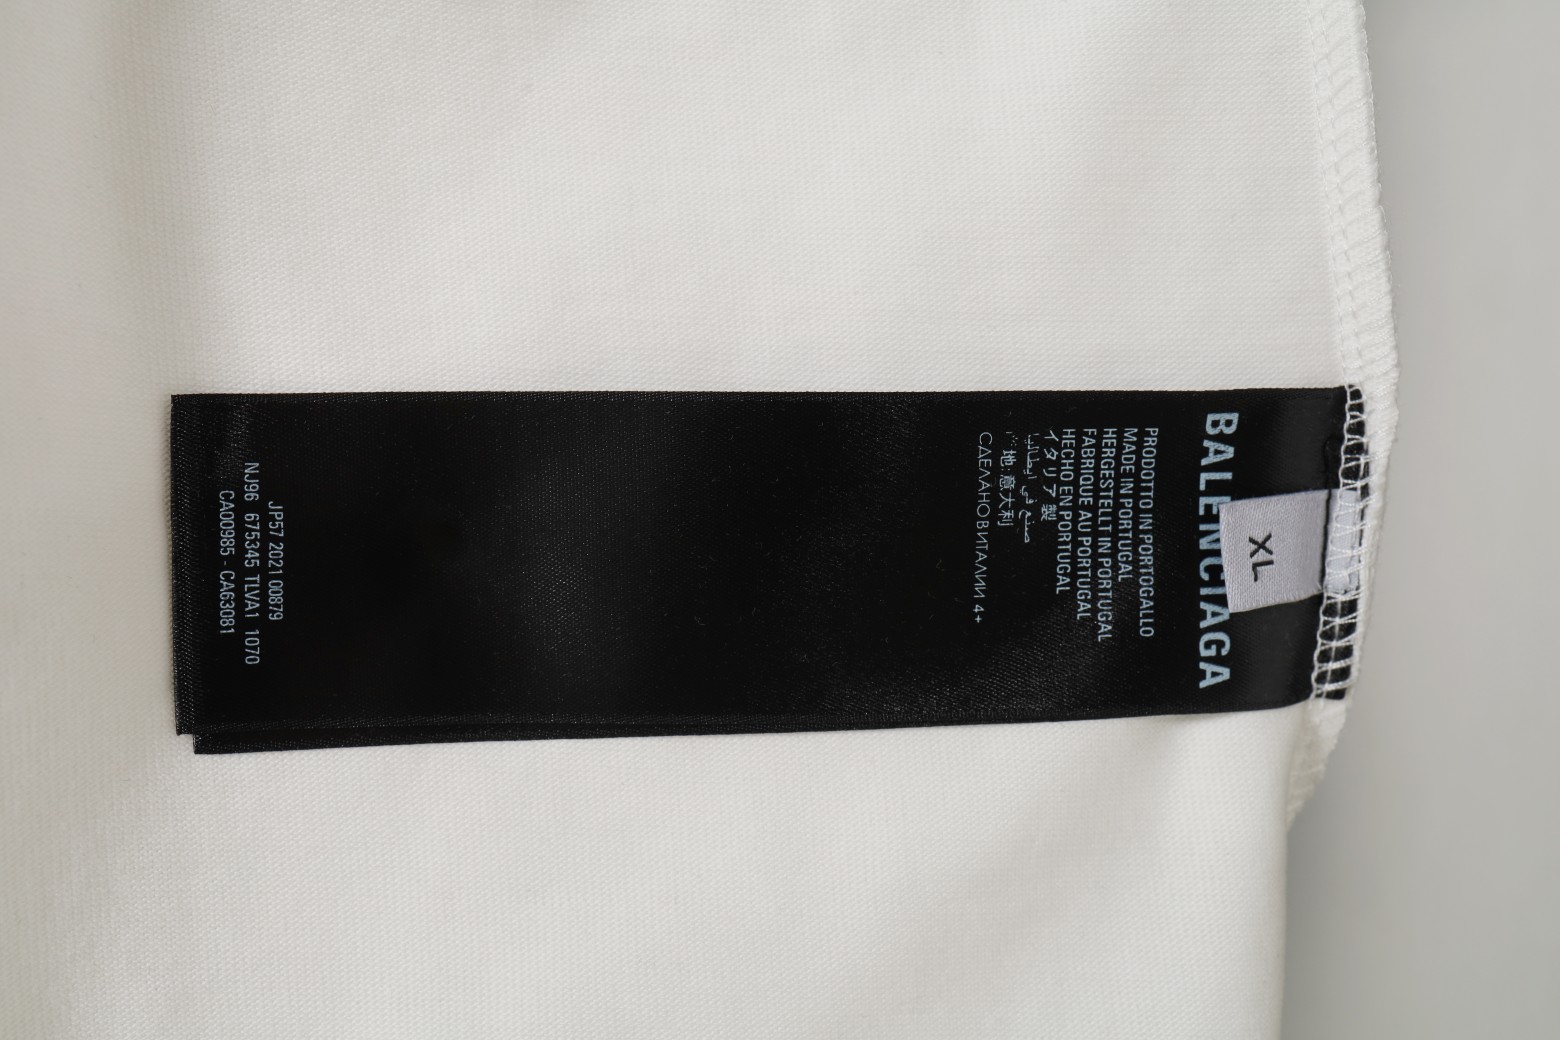 XL
BALENCIAGA
PRODOTTO IN PORTOGALLO
MADE IN PORTUGAL
HERGESTELLT IN PORTUGAL
FABRIQUE AU PORTUGAL
HECHO EN PORTUGAL
イタリア製
صنع في إيطاليا
地: 意大利
СДЕЛАНО В ИТАЛИИ 4+
JP57 2021 00879
NJ96 675345 TLVA1 1070
CA00985 - CA63081